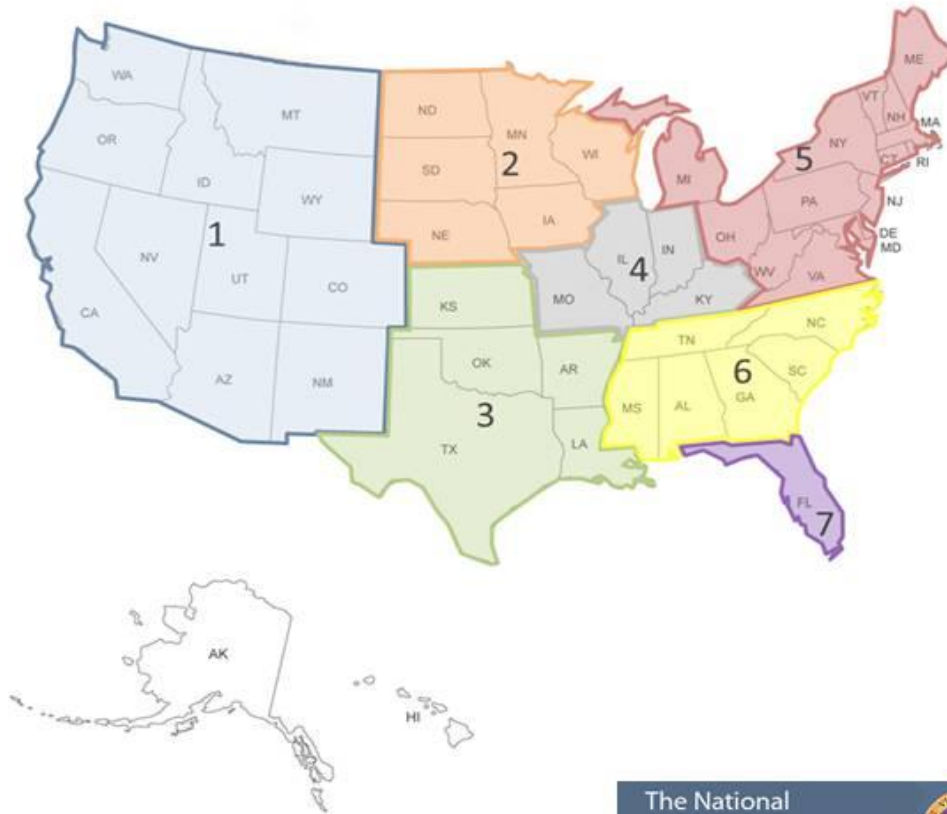 WA
MT
ND
ME
VT
NH
MA
OR
MN
NY
ID
SD
2
WI
5
CT
RI
WY
MI
PA
NJ
1
NE
IA
OH
DE
MD
NV
UT
CO
IL
IN
4
WV
VA
CA
MO
KY
KS
NC
TN
AZ
NM
OK
AR
6
SC
3
MS
AL
GA
TX
LA
FL
7
AK
HI
The National